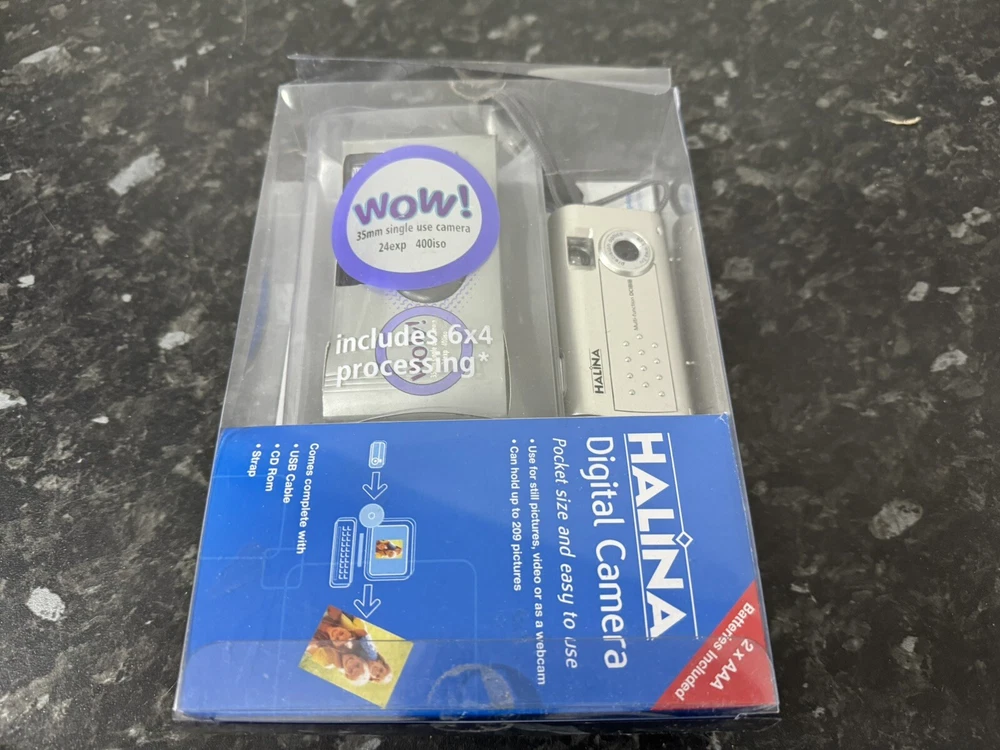 WOW!
35mm single use camera
24exp 400iso
includes 6x4
processing*
HALINA
HALINA
Digital Camera
Pocket size and easy to use
• Use for still pictures, video or as a webcam
• Can hold up to 209 pictures
Comes complete with
• USB Cable
• CD Rom
• Strap
2 x AAA
Batteries Included